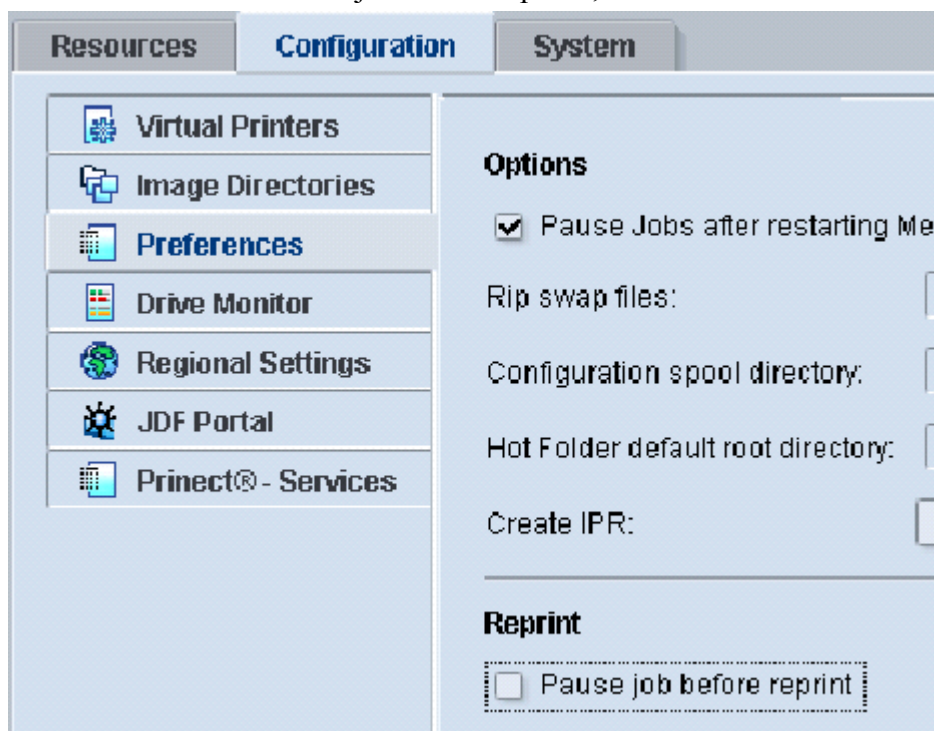 Resources Configuration System
Virtual Printers
Image Directories
Preferences
Drive Monitor
Regional Settings
JDF Portal
Prinect® - Services
Options
Pause Jobs after restarting Me
Rip swap files:
Configuration spool directory:
Hot Folder default root directory:
Create IPR:
Reprint
Pause job before reprint